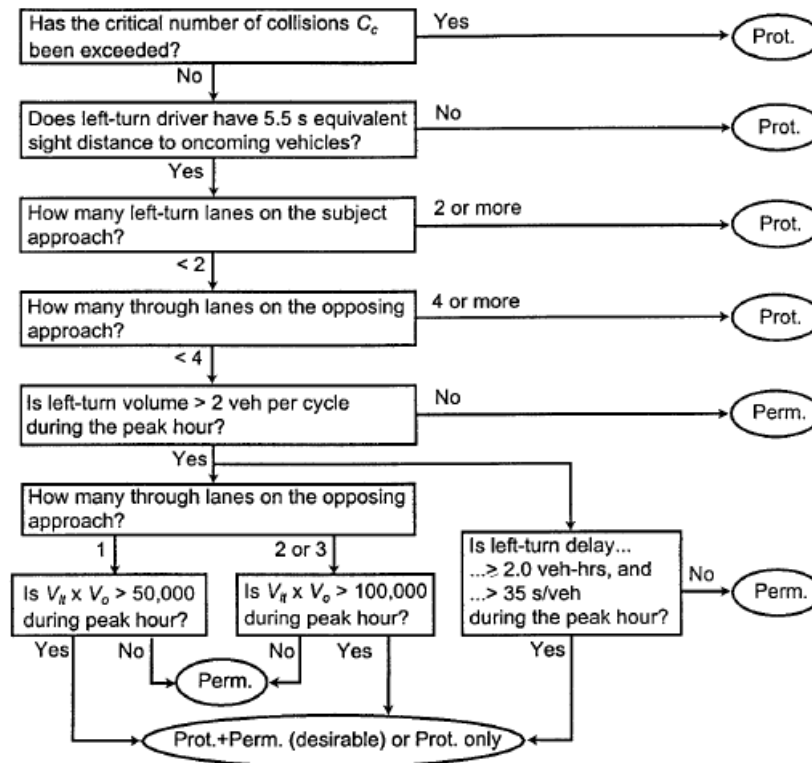 Has the critical number of collisions Cc
been exceeded?
Yes
Prot.
No
Does left-turn driver have 5.5 s equivalent
sight distance to oncoming vehicles?
No
Prot.
Yes
How many left-turn lanes on the subject
approach?
2 or more
Prot.
< 2
How many through lanes on the opposing
approach?
4 or more
Prot.
< 4
Is left-turn volume > 2 veh per cycle
during the peak hour?
No
Perm.
Yes
How many through lanes on the opposing
approach?
1
2 or 3
Is left-turn delay...
...≥ 2.0 veh-hrs, and
...> 35 s/veh
during the peak hour?
No
Perm.
Is Vlt x Vo > 50,000
during peak hour?
Is Vlt x Vo > 100,000
during peak hour?
Yes
No
No
Yes
Yes
Perm.
Prot.+Perm. (desirable) or Prot. only